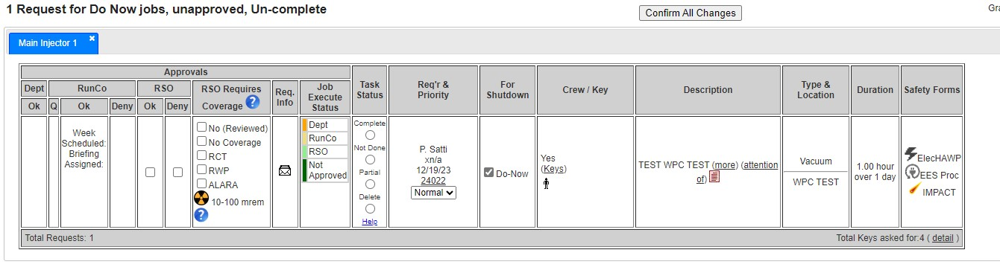 1 Request for Do Now jobs, unapproved, Un-complete
Confirm All Changes
Gra
Main Injector 1
Approvals
Dept
RunCo
RSO
RSO Requires
Coverage
Req.
Info
Job
Execute
Status
Task
Status
Req'r &
Priority
For
Shutdown
Crew / Key
Description
Type &
Location
Duration
Safety Forms
Ok
Q
Ok
Deny
Ok
Deny
Week
Scheduled:
Briefing
Assigned:
No (Reviewed)
No Coverage
RCT
RWP
ALARA
10-100 mrem
Dept
RunCo
RSO
Not
Approved
Complete
Not Done
Partial
Delete
Help
P. Satti
xn/a
12/19/23
24022
Normal
Do-Now
Yes
(Keys)
TEST WPC TEST (more) (attention
of)
Vacuum
WPC TEST
1.00 hour
over 1 day
ElecHAWP
EES Proc
IMPACT
Total Requests: 1
Total Keys asked for:4 ( detail )